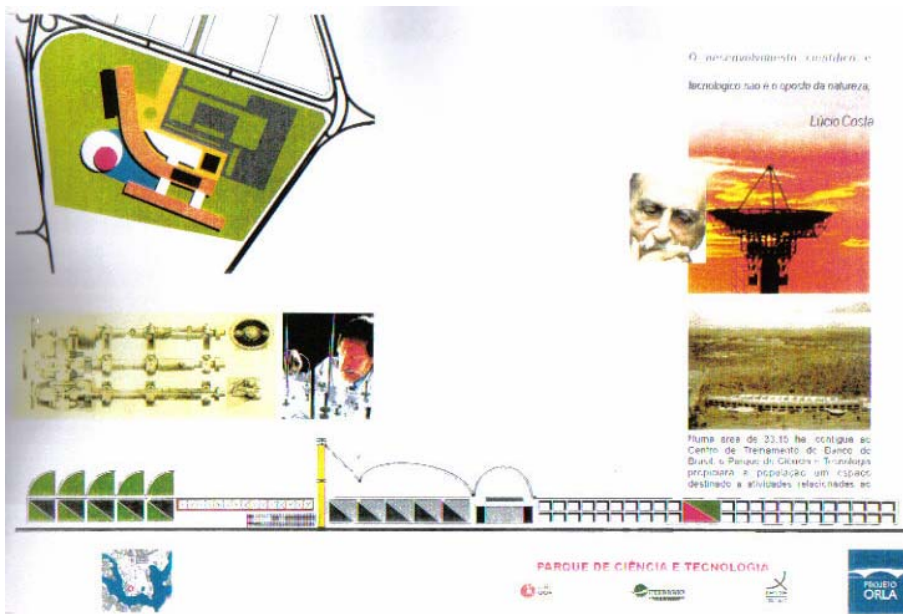 O desenvolvimento científico e
tecnológico não é o oposto da natureza,
Lúcio Costa
Numa área de 23,15 ha, contígua ao
Centro de Treinamento do Banco do
Brasil, o Parque de Ciência e Tecnologia
propiciará à população um espaço
destinado a atividades relacionadas ao
PARQUE DE CIÊNCIA E TECNOLOGIA
PROJETO
ORLA